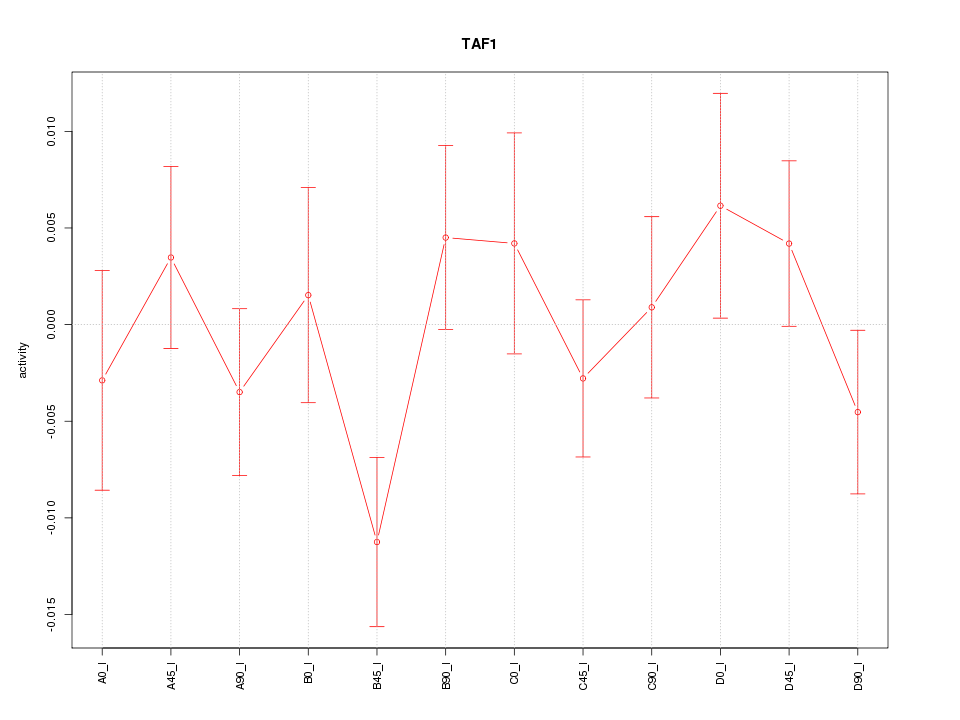 TAF1
activity
0.010
0.005
0.000
-0.005
-0.010
-0.015
A0_I
A45_I
A90_I
B0_I
B45_I
B90_I
C0_I
C45_I
C90_I
D0_I
D45_I
D90_I